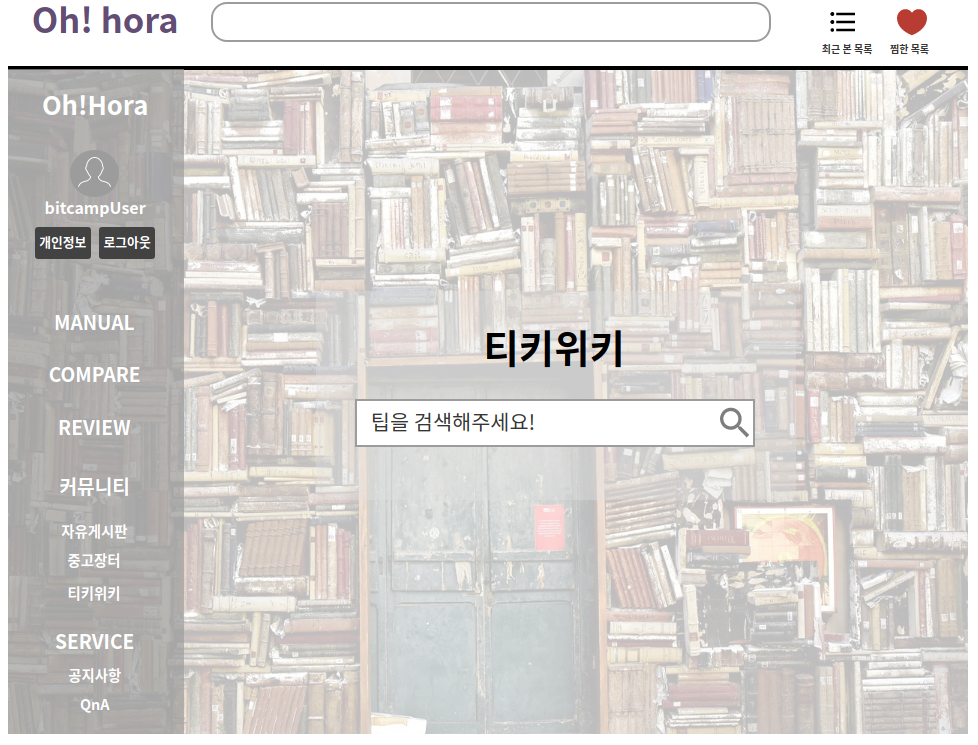 Oh! hora
최근 본 목록
찜한 목록
Oh!Hora
bitcampUser
개인정보
로그아웃
MANUAL
COMPARE
REVIEW
커뮤니티
자유게시판
중고장터
티키위키
SERVICE
공지사항
QnA
티키위키
팁을 검색해주세요!